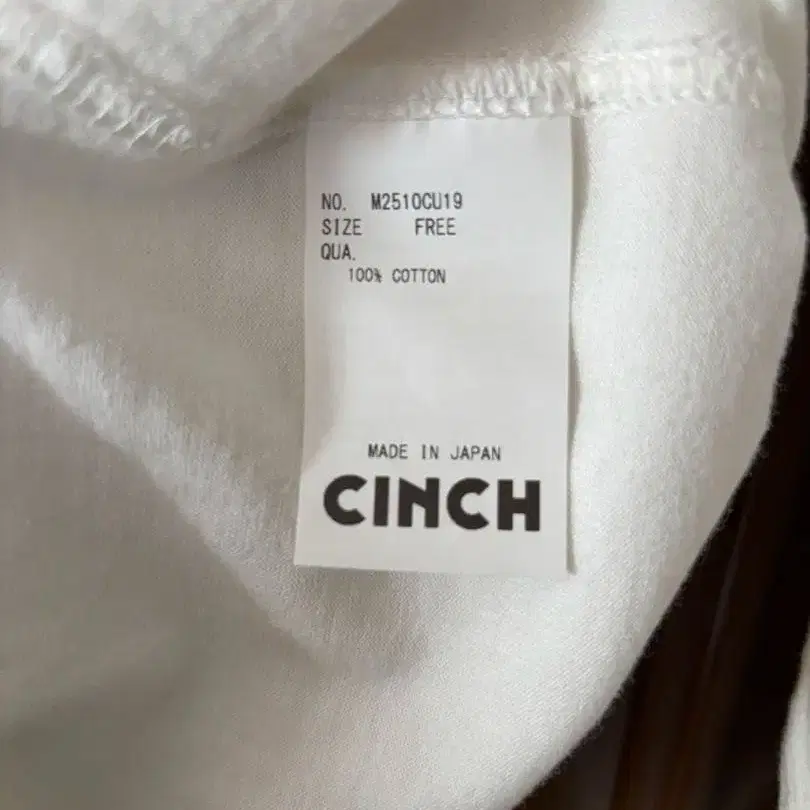 NO. M2510CU19
SIZE FREE
QUA.
100% COTTON
MADE IN JAPAN
CINCH